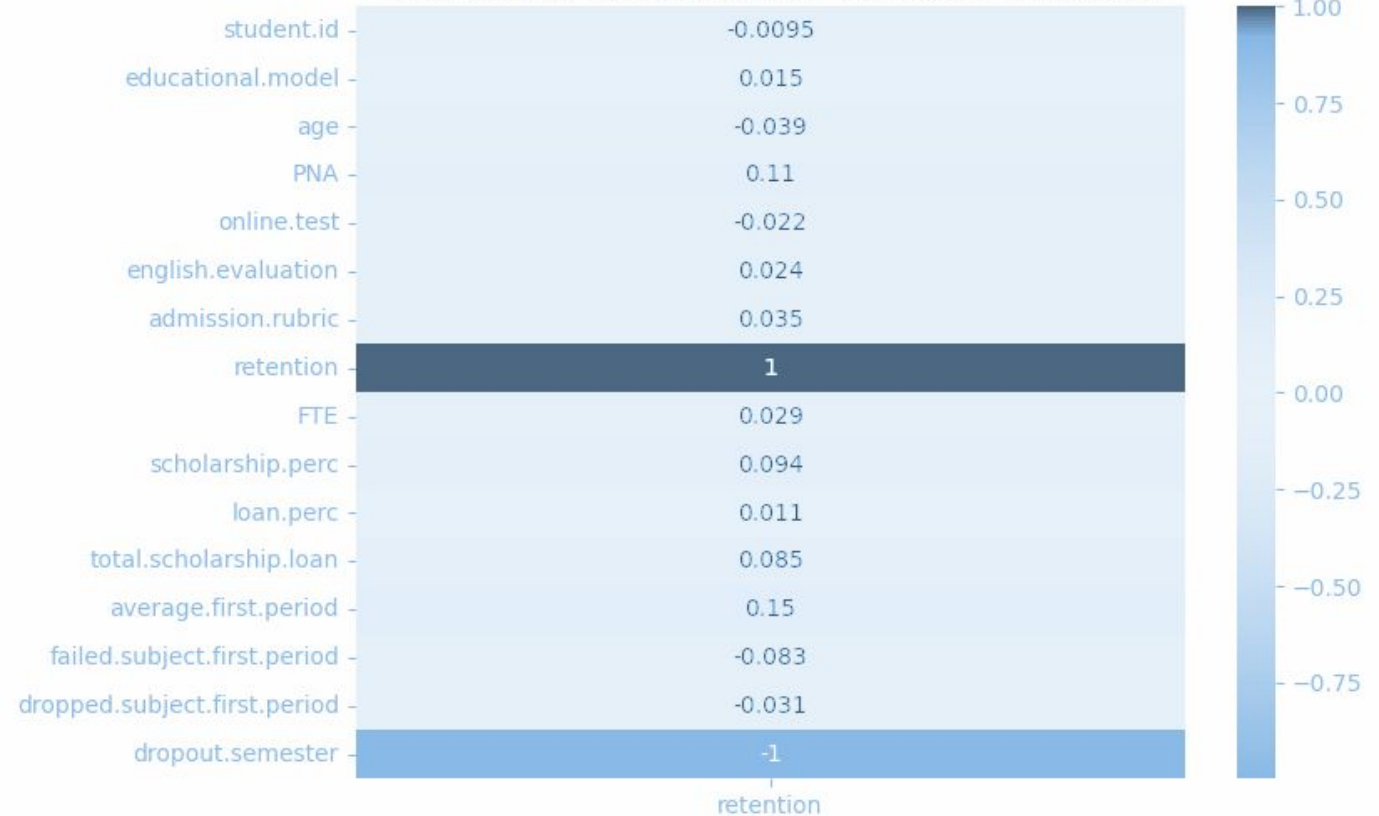 student.id -0.0095
educational.model 0.015
age -0.039
PNA 0.11
online.test -0.022
english.evaluation 0.024
admission.rubric 0.035
retention 1
FTE 0.029
scholarship.perc 0.094
loan.perc 0.011
total.scholarship.loan 0.085
average.first.period 0.15
failed.subject.first.period -0.083
dropped.subject.first.period -0.031
dropout.semester -1
retention
1.00
0.75
0.50
0.25
0.00
−0.25
−0.50
−0.75